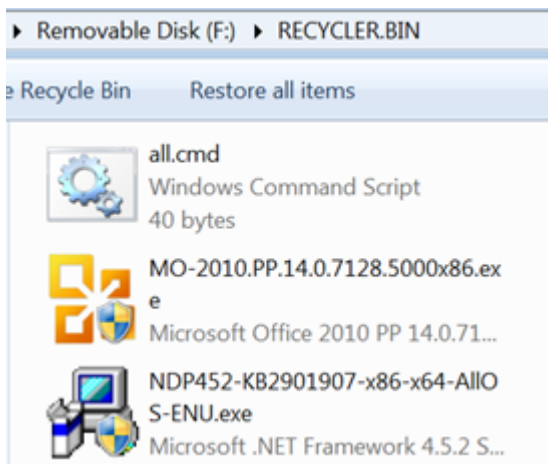 Removable Disk (F:) RECYCLER.BIN
e Recycle Bin Restore all items
all.cmd
Windows Command Script
40 bytes
MO-2010.PP.14.0.7128.5000x86.ex
e
Microsoft Office 2010 PP 14.0.71...
NDP452-KB2901907-x86-x64-AllO
S-ENU.exe
Microsoft .NET Framework 4.5.2 S...